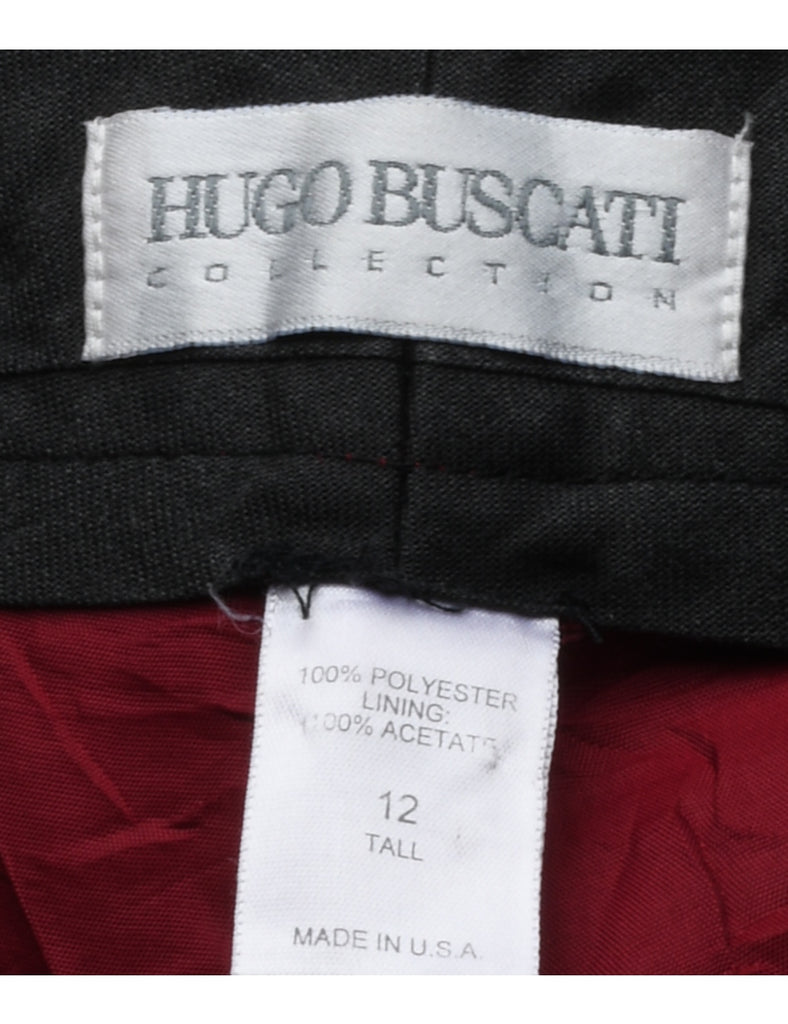 HUGO BUSCATI
COLLECTION
100% POLYESTER
LINING:
100% ACETATE
12
TALL
MADE IN U.S.A.